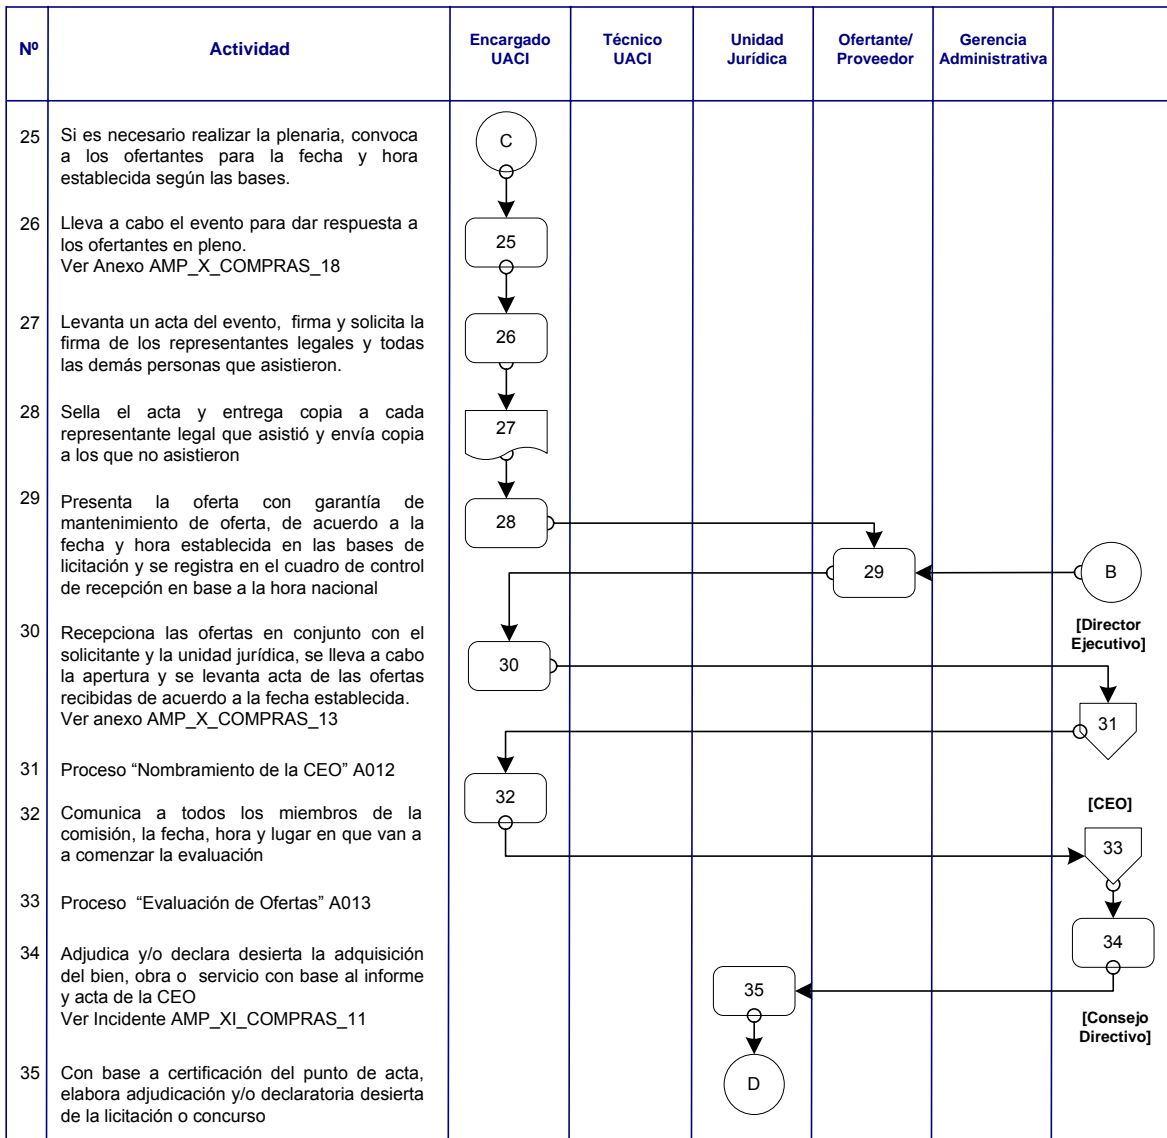 Nº
Actividad
Encargado
UACI
Técnico
UACI
Unidad
Jurídica
Ofertante/
Proveedor
Gerencia
Administrativa
25 Si es necesario realizar la plenaria, convoca
a los ofertantes para la fecha y hora
establecida según las bases.
26 Lleva a cabo el evento para dar respuesta a
los ofertantes en pleno.
Ver Anexo AMP_X_COMPRAS_18
27 Levanta un acta del evento, firma y solicita la
firma de los representantes legales y todas
las demás personas que asistieron.
28 Sella el acta y entrega copia a cada
representante legal que asistió y envía copia
a los que no asistieron
29 Presenta la oferta con garantía de
mantenimiento de oferta, de acuerdo a la
fecha y hora establecida en las bases de
licitación y se registra en el cuadro de control
de recepción en base a la hora nacional
30 Recepciona las ofertas en conjunto con el
solicitante y la unidad jurídica, se lleva a cabo
la apertura y se levanta acta de las ofertas
recibidas de acuerdo a la fecha establecida.
Ver anexo AMP_X_COMPRAS_13
31 Proceso “Nombramiento de la CEO” A012
32 Comunica a todos los miembros de la
comisión, la fecha, hora y lugar en que van a
a comenzar la evaluación
33 Proceso “Evaluación de Ofertas” A013
34 Adjudica y/o declara desierta la adquisición
del bien, obra o servicio con base al informe
y acta de la CEO
Ver Incidente AMP_XI_COMPRAS_11
35 Con base a certificación del punto de acta,
elabora adjudicación y/o declaratoria desierta
de la licitación o concurso
C
25
26
27
28
29
B
[Director
Ejecutivo]
30
31
32
[CEO]
33
34
35
[Consejo
Directivo]
D